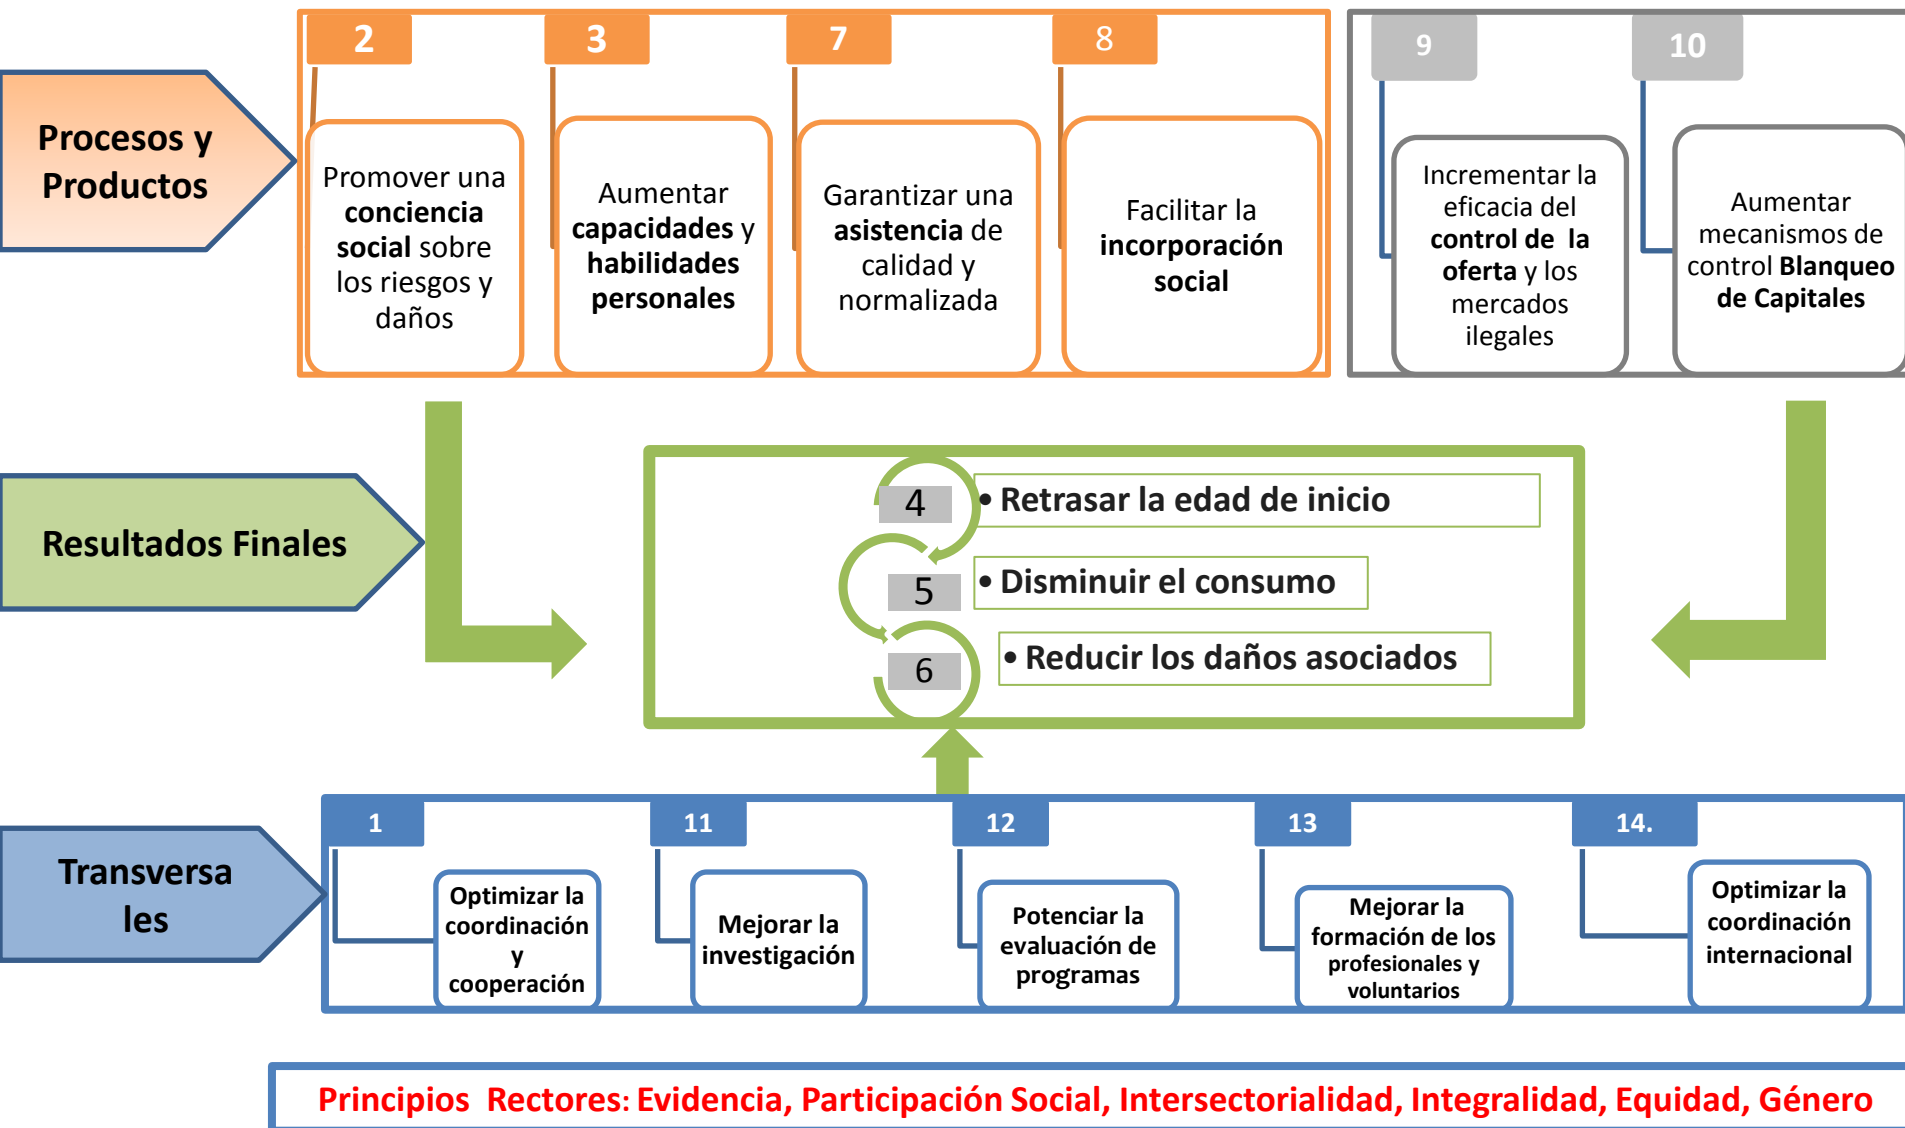 2
3
7
8
9
10
Procesos y
Productos
Promover una
conciencia
social sobre
los riesgos y
daños
Aumentar
capacidades y
habilidades
personales
Garantizar una
asistencia de
calidad y
normalizada
Facilitar la
incorporación
social
Incrementar la
eficacia del
control de la
oferta y los
mercados
ilegales
Aumentar
mecanismos de
control Blanqueo
de Capitales
Resultados Finales
4
• Retrasar la edad de inicio
5
• Disminuir el consumo
6
• Reducir los daños asociados
Transversa
les
1
11
12
13
14.
Optimizar la
coordinación
y
cooperación
Mejorar la
investigación
Potenciar la
evaluación de
programas
Mejorar la
formación de los
profesionales y
voluntarios
Optimizar la
coordinación
internacional
Principios Rectores: Evidencia, Participación Social, Intersectorialidad, Integralidad, Equidad, Género